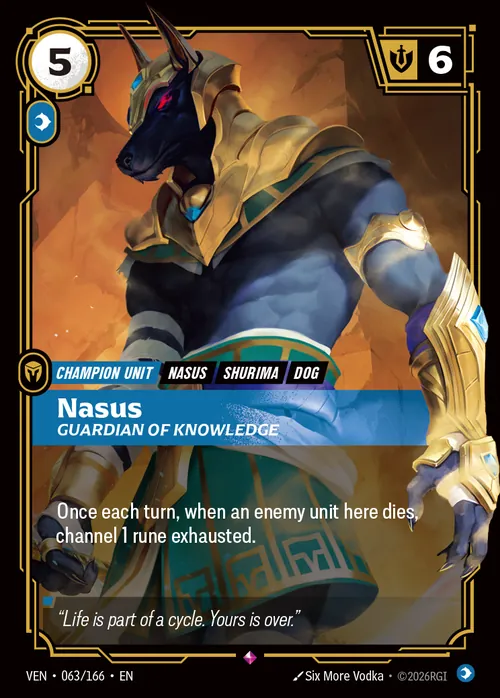 5
6
CHAMPION UNIT NASUS SHURIMA DOG
Nasus
GUARDIAN OF KNOWLEDGE
Once each turn, when an enemy unit here dies,
channel 1 rune exhausted.
“Life is part of a cycle. Yours is over.”
VEN • 063/166 • EN Six More Vodka • ©2026RGI